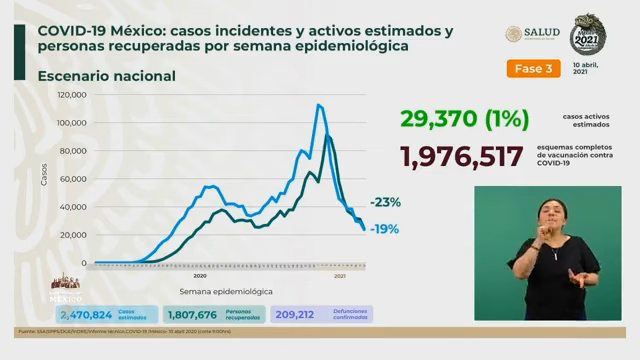 COVID-19 México: casos incidentes y activos estimados y
personas recuperadas por semana epidemiológica
SALUD
2021
Fase 3
10 abril,
2021
Escenario nacional
120,000
100,000
80,000
60,000
40,000
20,000
0
Casos
29,370 (1%)
casos activos
estimados
1,976,517
esquemas completos
de vacunación contra
COVID-19
-23%
-19%
2020
2021
Semana epidemiológica
MÉXICO
2,470,824
Casos
estimados
1,807,676
Personas
recuperadas
209,212
Defunciones
confirmadas